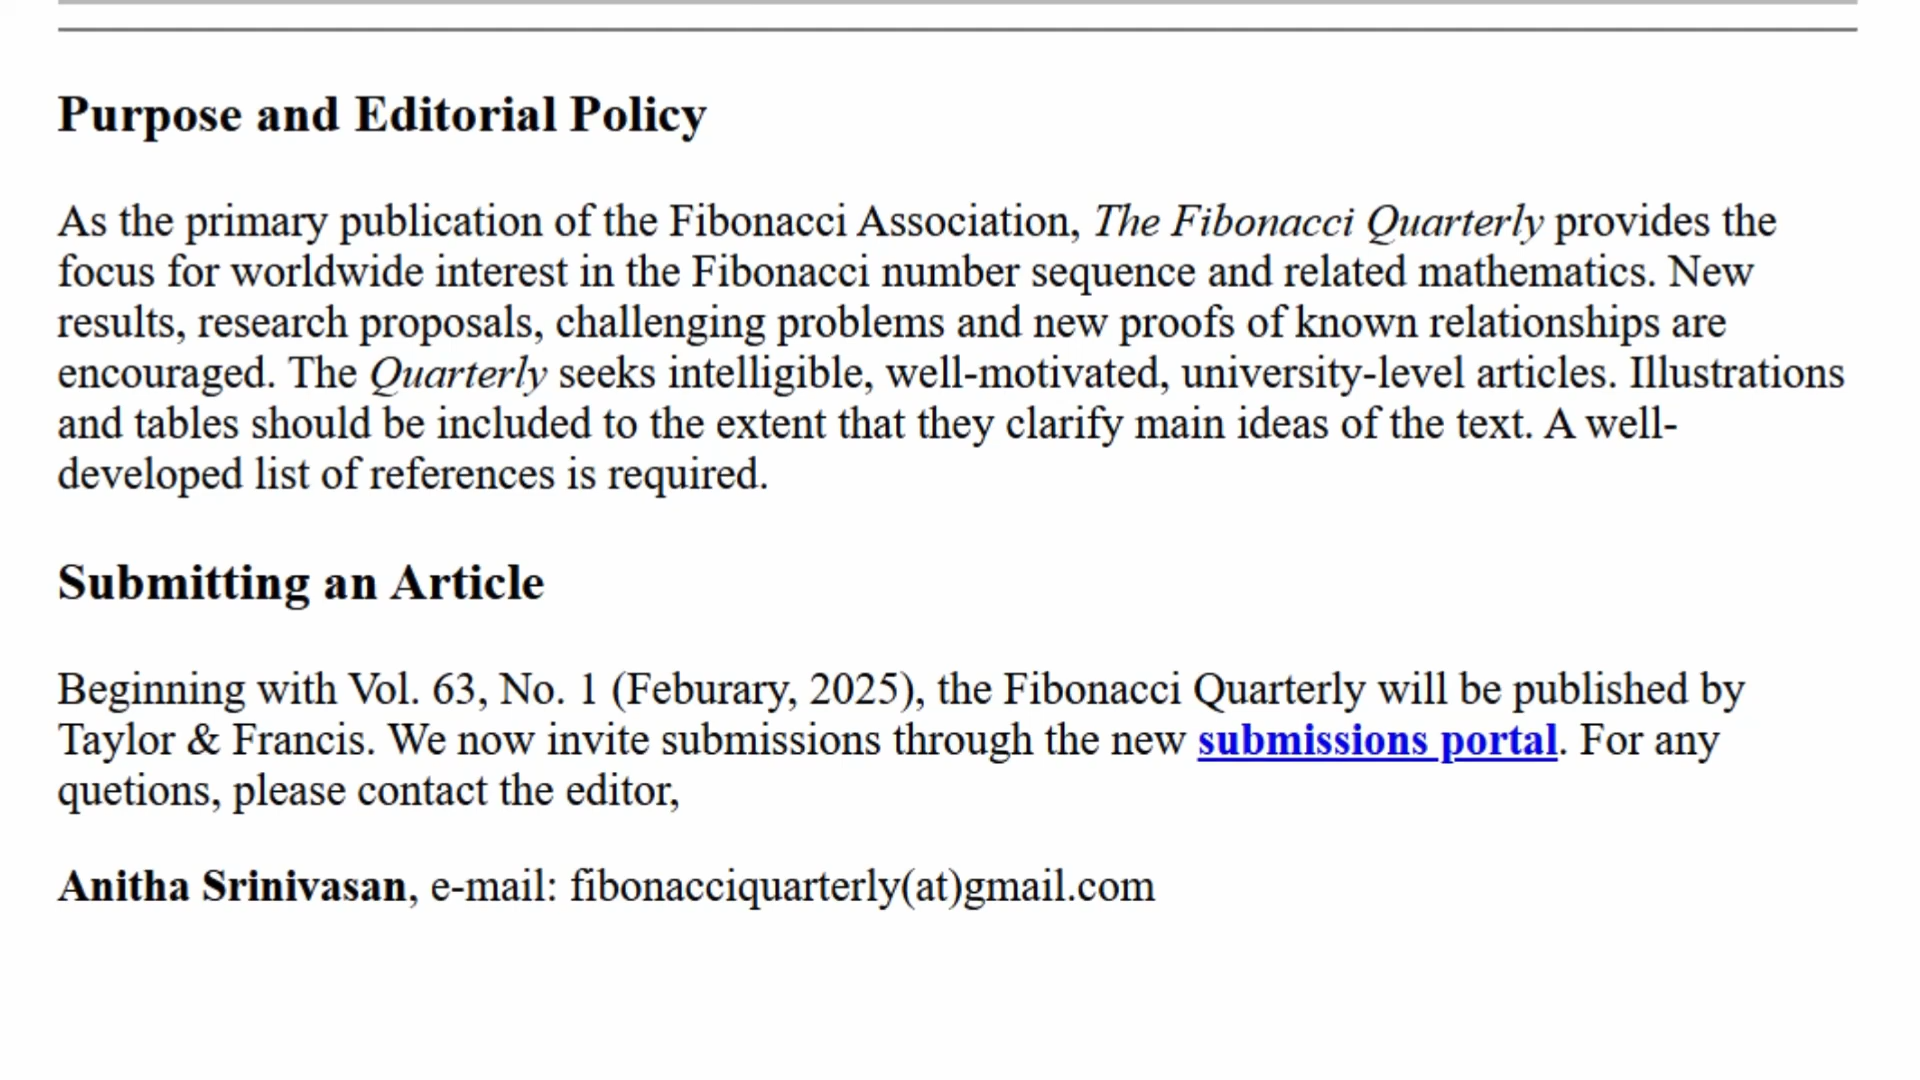 Purpose and Editorial Policy
As the primary publication of the Fibonacci Association, The Fibonacci Quarterly provides the
focus for worldwide interest in the Fibonacci number sequence and related mathematics. New
results, research proposals, challenging problems and new proofs of known relationships are
encouraged. The Quarterly seeks intelligible, well-motivated, university-level articles. Illustrations
and tables should be included to the extent that they clarify main ideas of the text. A well-
developed list of references is required.
Submitting an Article
Beginning with Vol. 63, No. 1 (Feburary, 2025), the Fibonacci Quarterly will be published by
Taylor & Francis. We now invite submissions through the new submissions portal. For any
quetions, please contact the editor,
Anitha Srinivasan, e-mail: fibonacciquarterly(at)gmail.com